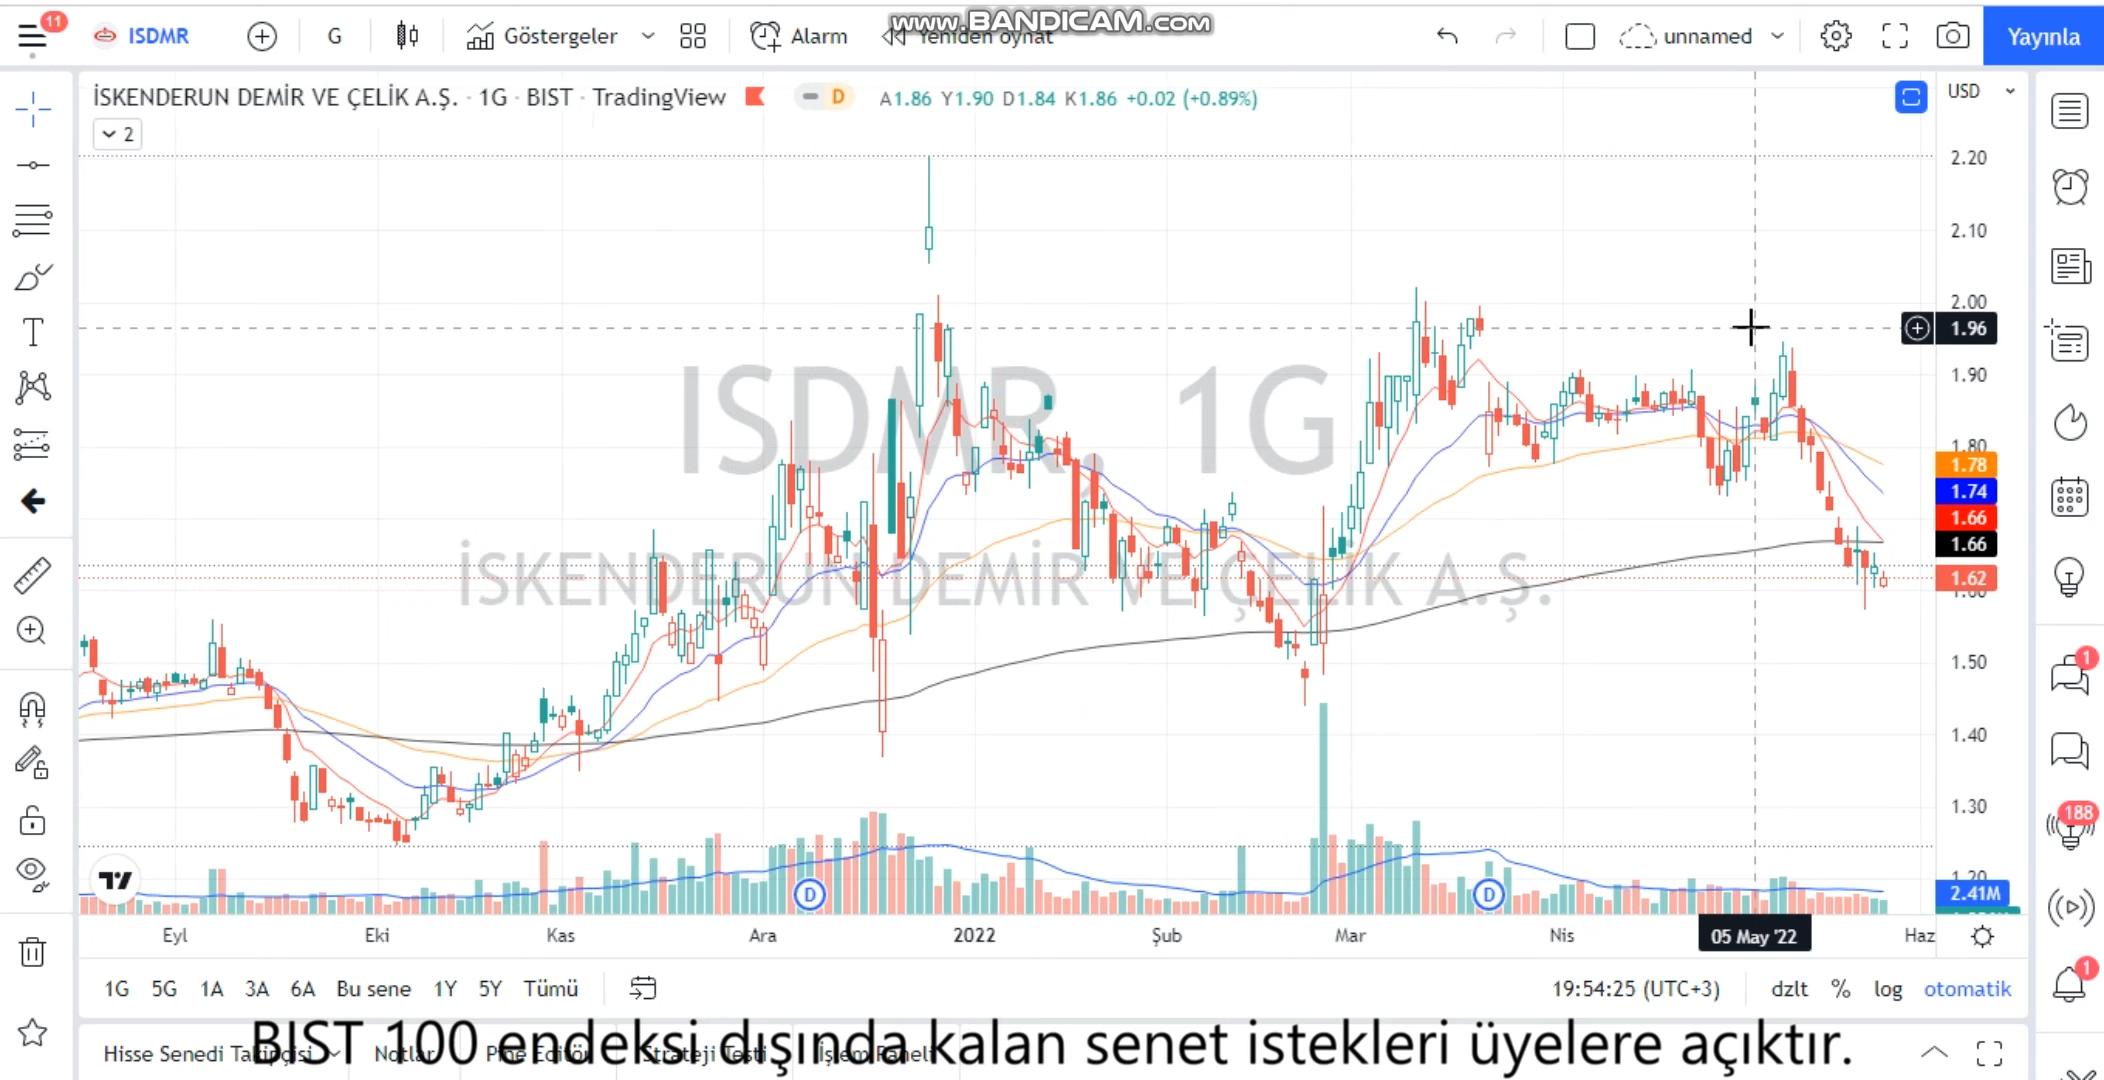 11
ISDMR
G
Göstergeler
Alarm
Yeniden oynat
www.BANDICAM.com
unnamed
Yayınla
İSKENDERUN DEMİR VE ÇELİK A.Ş. · 1G · BIST · TradingView
D
A1.86 Y1.90 D1.84 K1.86 +0.02 (+0.89%)
USD
2
2.20
2.10
2.00
1.96
1.90
1.80
1.78
1.74
1.66
1.66
1.62
1.60
1.50
1.40
1.30
1.20
2.41M
ISDMR, 1G
İSKENDERUN DEMİR VE ÇELİK A.Ş.
1
188
1
D
D
Eyl
Eki
Kas
Ara
2022
Şub
Mar
Nis
05 May '22
Haz
1G 5G 1A 3A 6A Bu sene 1Y 5Y Tümü
19:54:25 (UTC+3)
dzlt % log otomatik
Hisse Senedi Takipçisi Notlar Pine Editör Strateji Testi İşlem Paneli
BIST 100 endeksi dışında kalan senet istekleri üyelere açıktır.